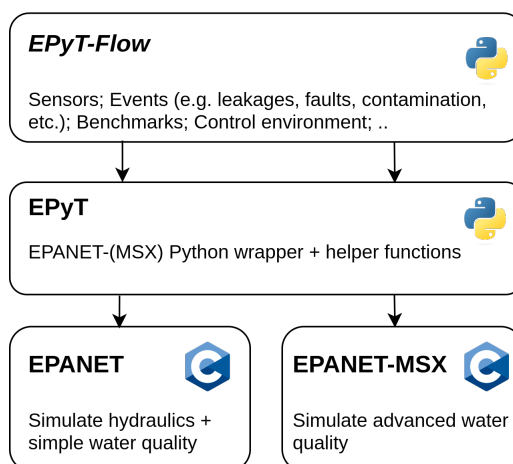 EPyT-Flow
Sensors; Events (e.g. leakages, faults, contamination,
etc.); Benchmarks; Control environment; ..
EPyT
EPANET-(MSX) Python wrapper + helper functions
EPANET
Simulate hydraulics +
simple water quality
EPANET-MSX
Simulate advanced water
quality